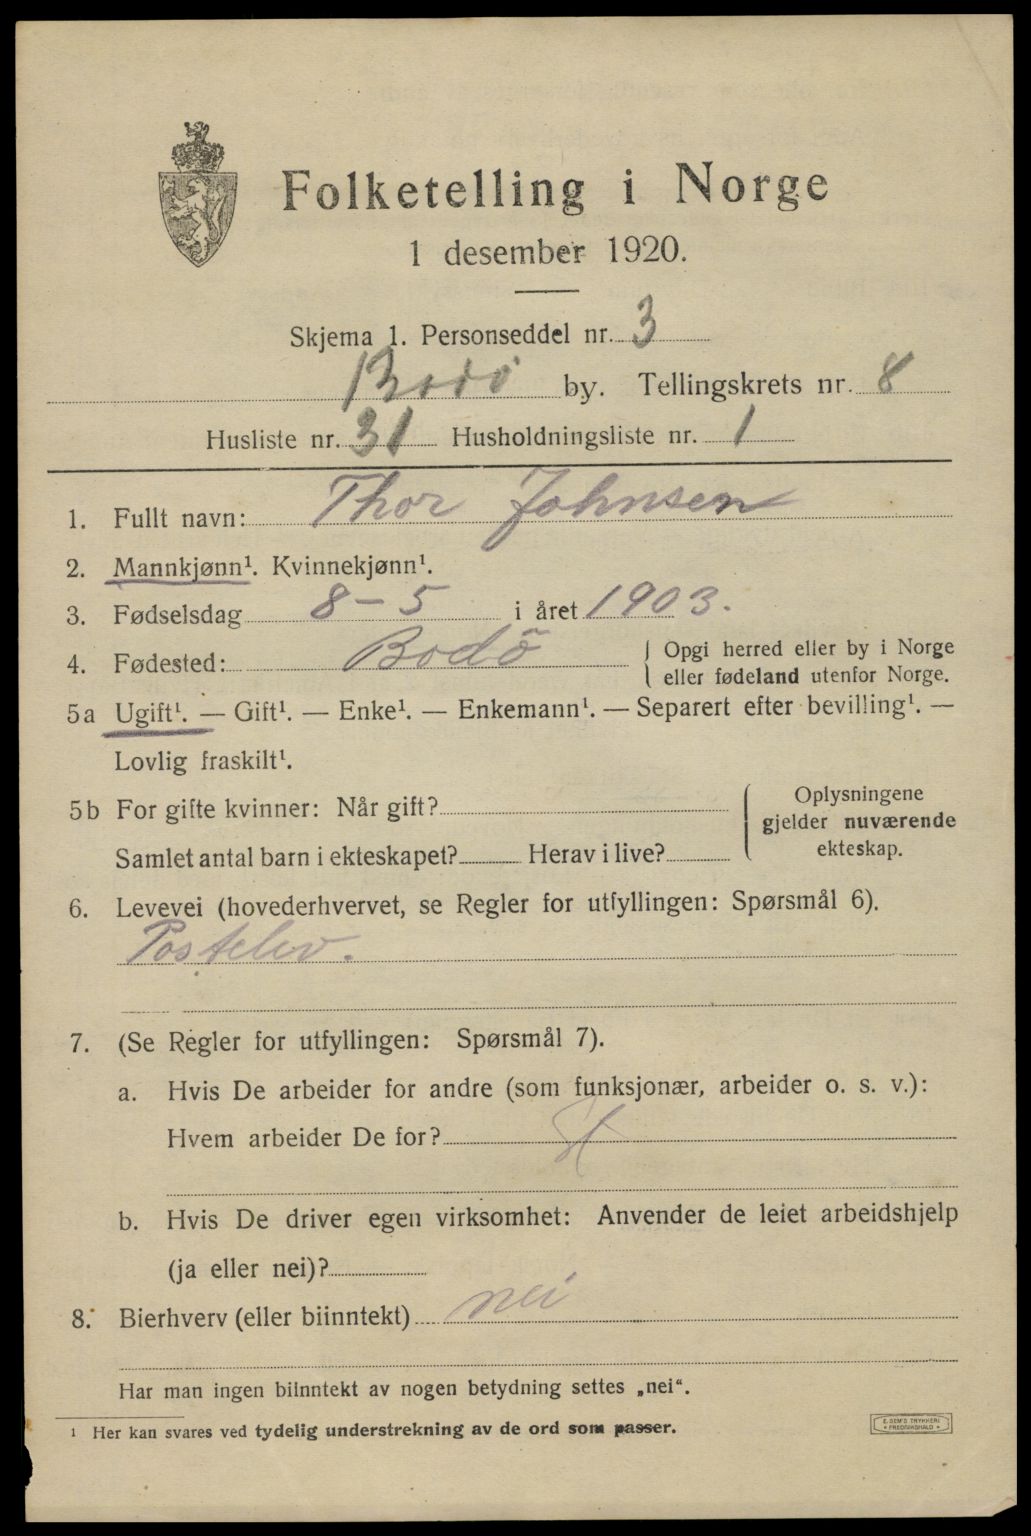 Folketelling i Norge
1 desember 1920.
Skjema 1. Personseddel nr. 3
Bodö by. Tellingskrets nr. 8
Husliste nr. 31 Husholdningsliste nr. 1
1. Fullt navn: Thor Johnsen
2. Mannkjønn¹. Kvinnekjønn¹.
3. Fødselsdag 8-5 i året 1903.
4. Fødested: Bodö
Opgi herred eller by i Norge
eller fødeland utenfor Norge.
5a Ugift¹. — Gift¹. — Enke¹. — Enkemann¹. — Separert efter bevilling¹. —
Lovlig fraskilt¹.
5b For gifte kvinner: Når gift?
Samlet antal barn i ekteskapet? Herav i live?
Oplysningene
gjelder nuværende
ekteskap.
6. Levevei (hovederhvervet, se Regler for utfyllingen: Spørsmål 6).
Postelev.
7. (Se Regler for utfyllingen: Spørsmål 7).
a. Hvis De arbeider for andre (som funksjonær, arbeider o. s. v.):
Hvem arbeider De for?
b. Hvis De driver egen virksomhet: Anvender de leiet arbeidshjelp
(ja eller nei)?
8. Bierhverv (eller biinntekt) nei
Har man ingen biinntekt av nogen betydning settes „nei“.
¹ Her kan svares ved tydelig understrekning av de ord som passer.
E. SEM'S TRYKKERI
FREDRIKSHALD